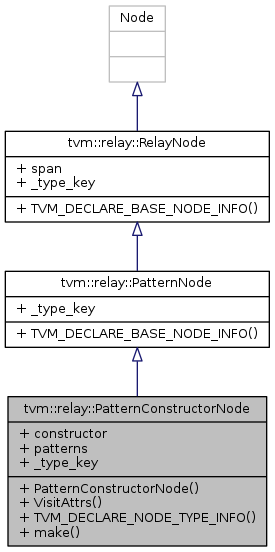 Node
tvm::relay::RelayNode
+ span
+ _type_key
+ TVM_DECLARE_BASE_NODE_INFO()
tvm::relay::PatternNode
+ _type_key
+ TVM_DECLARE_BASE_NODE_INFO()
tvm::relay::PatternConstructorNode
+ constructor
+ patterns
+ _type_key
+ PatternConstructorNode()
+ VisitAttrs()
+ TVM_DECLARE_NODE_TYPE_INFO()
+ make()